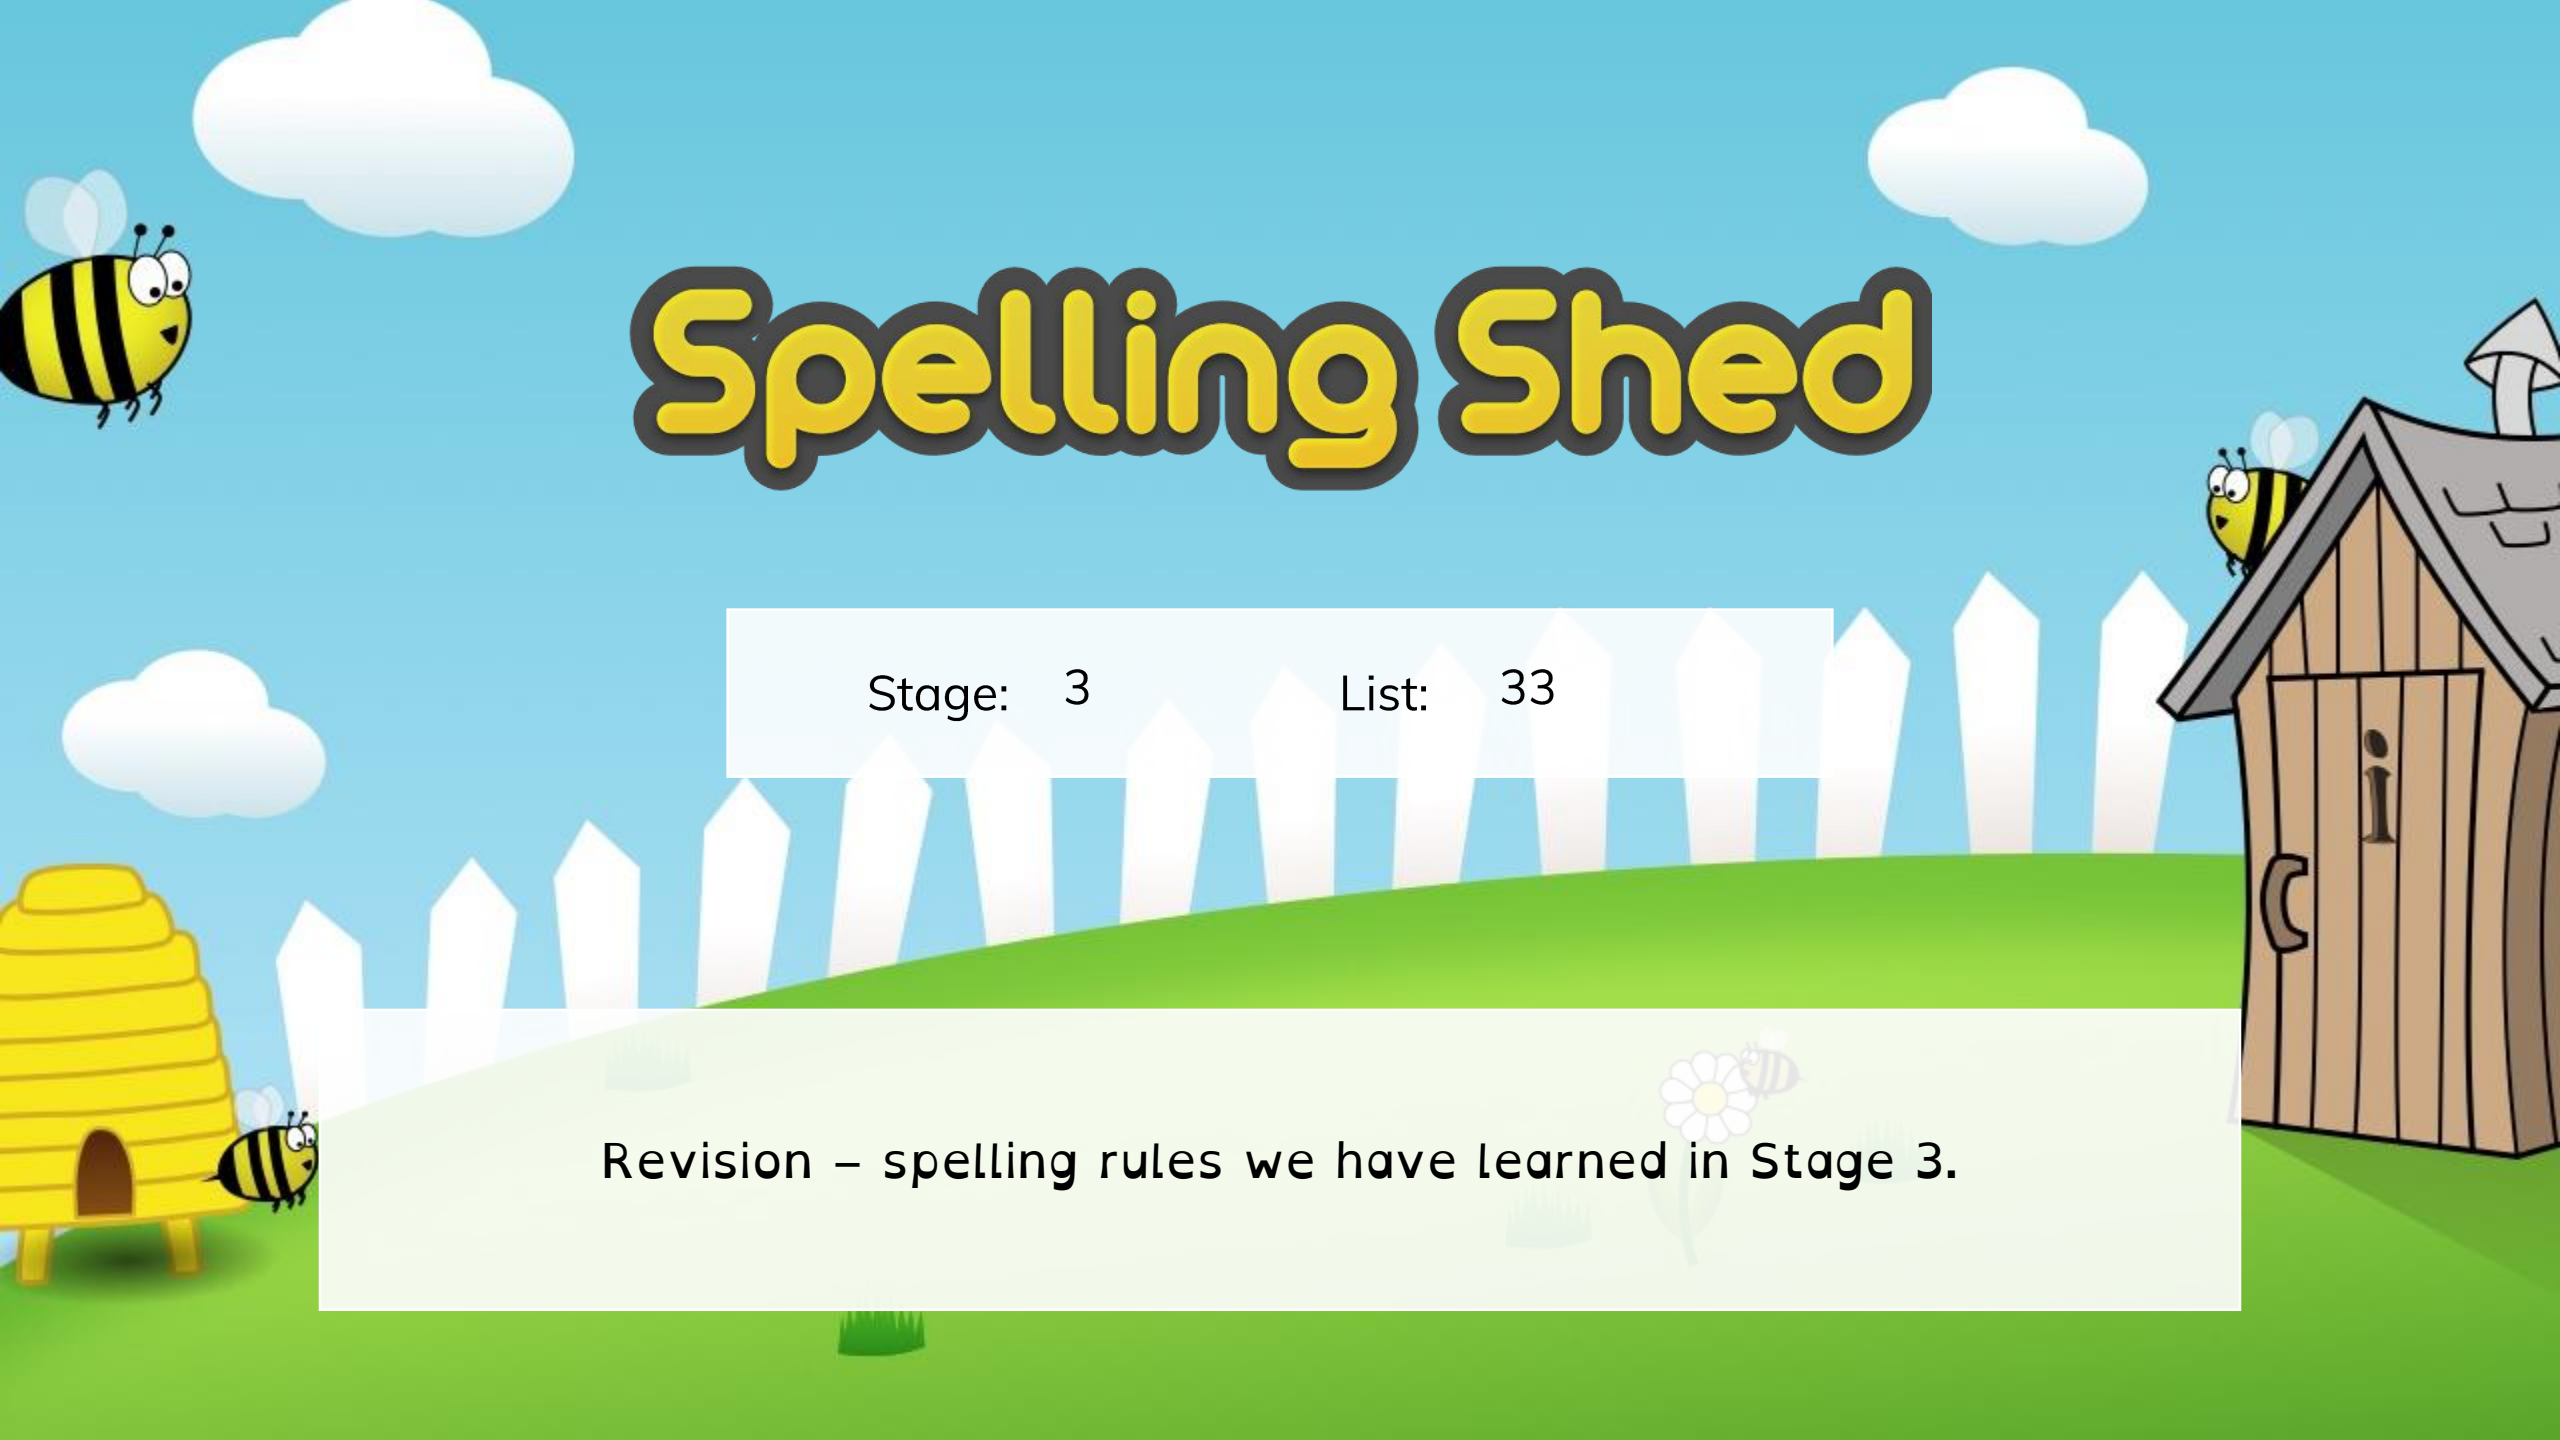 Spelling Shed
Stage: 3 List: 33
i
Revision – spelling rules we have learned in Stage 3.